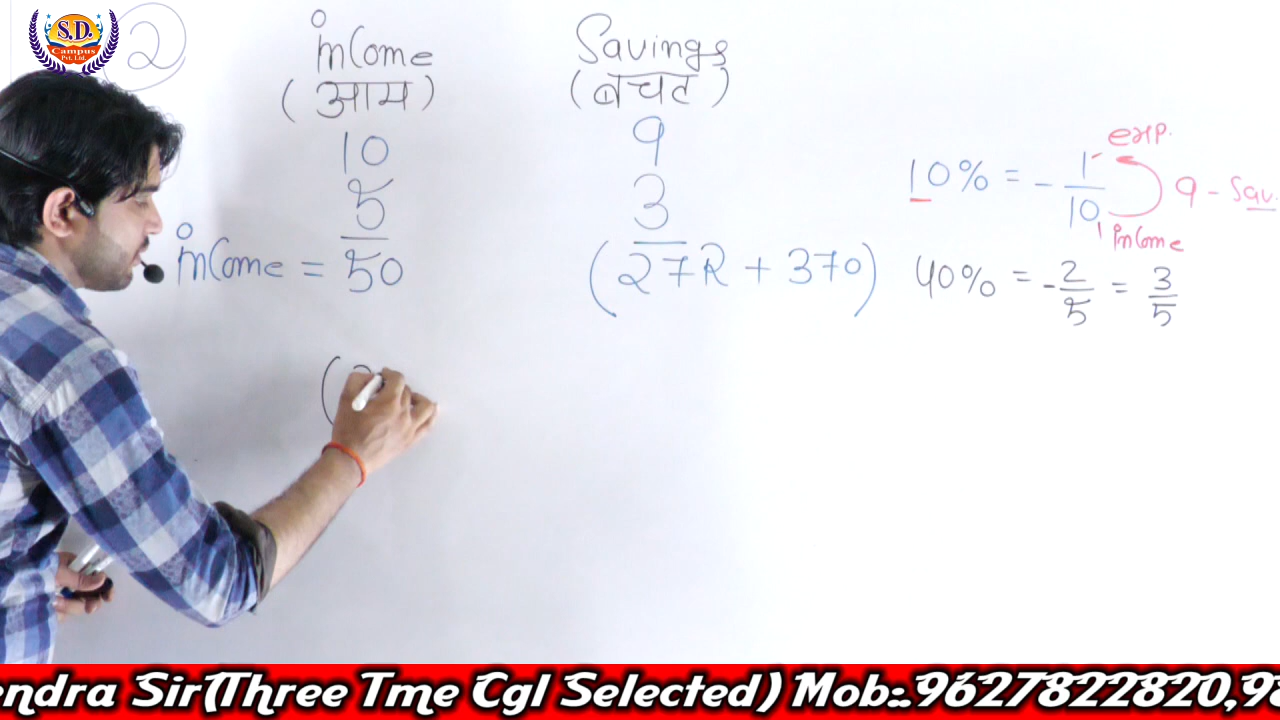 S.D.
Campus
Pvt. Ltd.
2
income Savings
(आय) (बचत)
10 9
5 3
income = 50 (27R + 370)
(
10% = - 1/10 exp. income 9 - Sav.
40% = - 2/5 = 3/5
endra Sir(Three Tme Cgl Selected) Mob:.9627822820,98